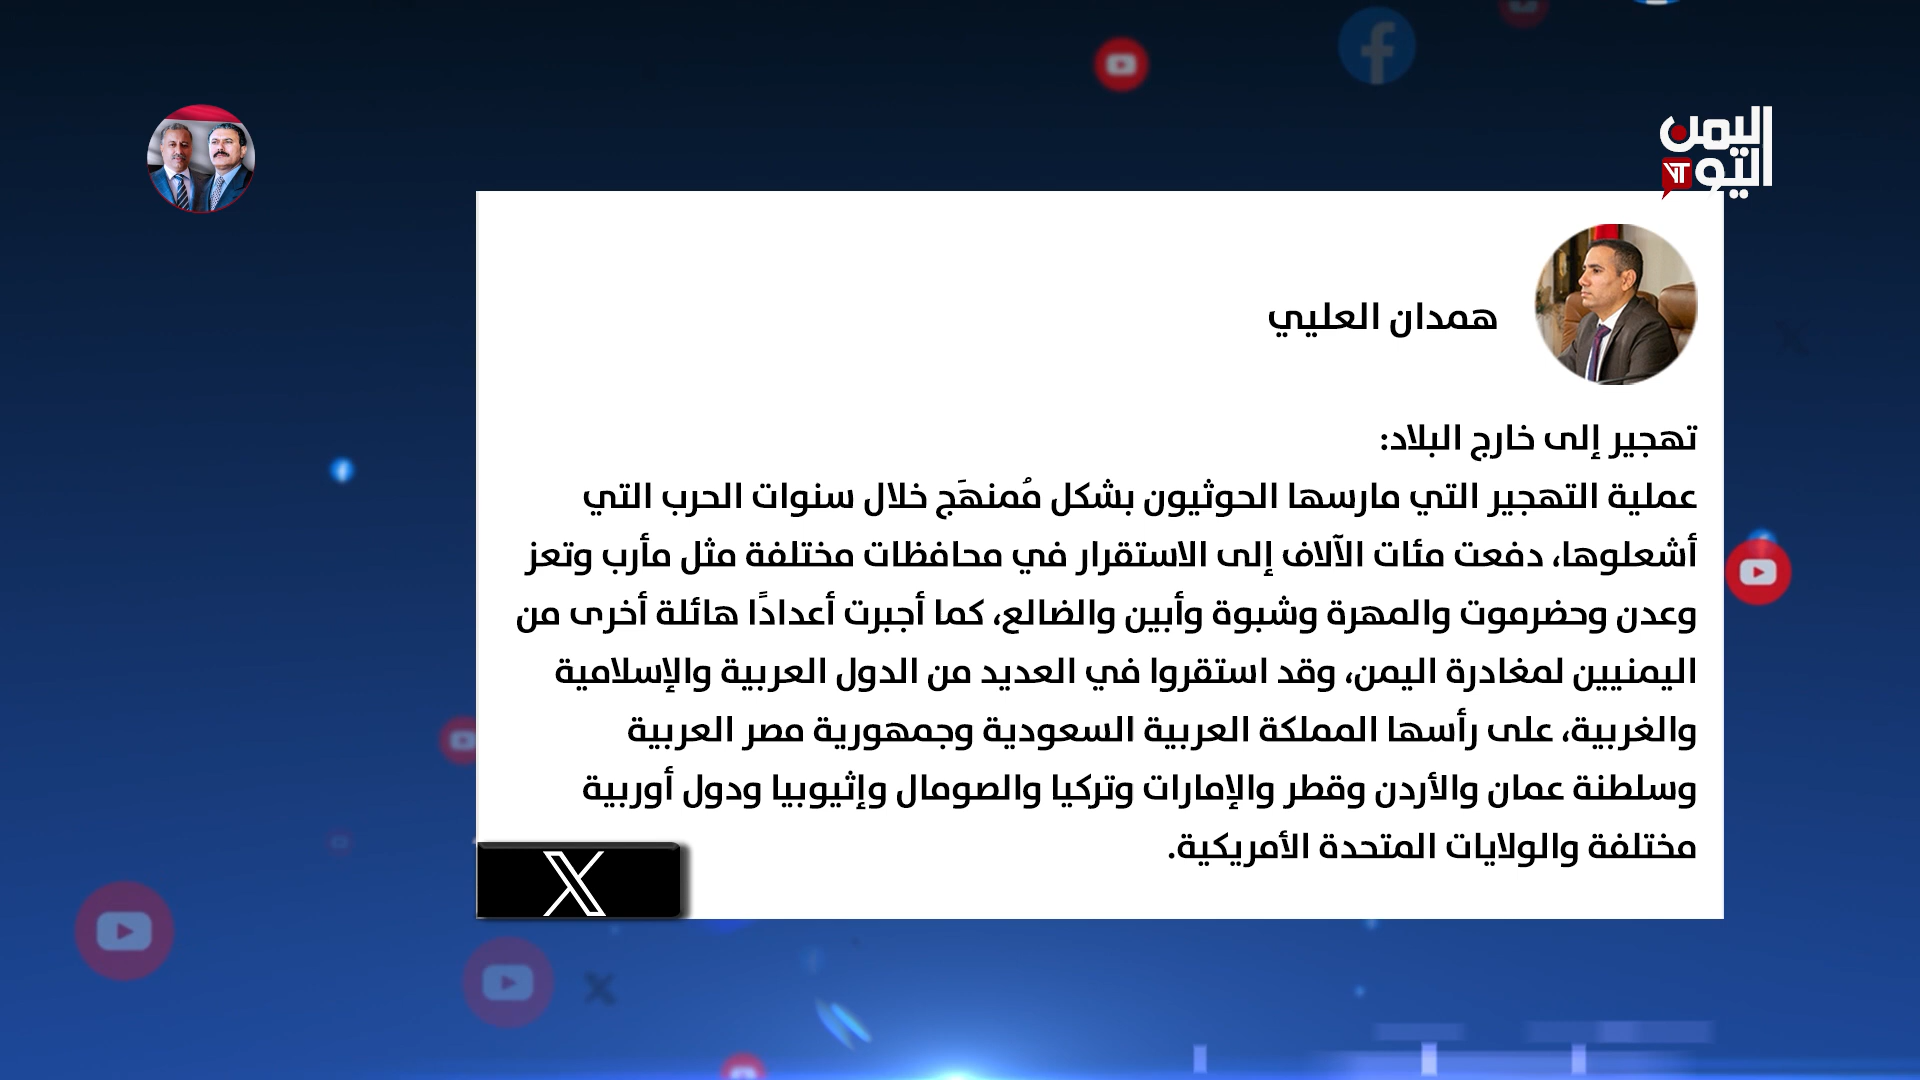 اليمن
اليوم
YT
همدان العليي
تهجير إلى خارج البلاد:
عملية التهجير التي مارسها الحوثيون بشكل مُمنهَج خلال سنوات الحرب التي
أشعلوها، دفعت مئات الآلاف إلى الاستقرار في محافظات مختلفة مثل مأرب وتعز
وعدن وحضرموت والمهرة وشبوة وأبين والضالع، كما أجبرت أعدادًا هائلة أخرى من
اليمنيين لمغادرة اليمن، وقد استقروا في العديد من الدول العربية والإسلامية
والغربية، على رأسها المملكة العربية السعودية وجمهورية مصر العربية
وسلطنة عمان والأردن وقطر والإمارات وتركيا والصومال وإثيوبيا ودول أوربية
مختلفة والولايات المتحدة الأمريكية.
X